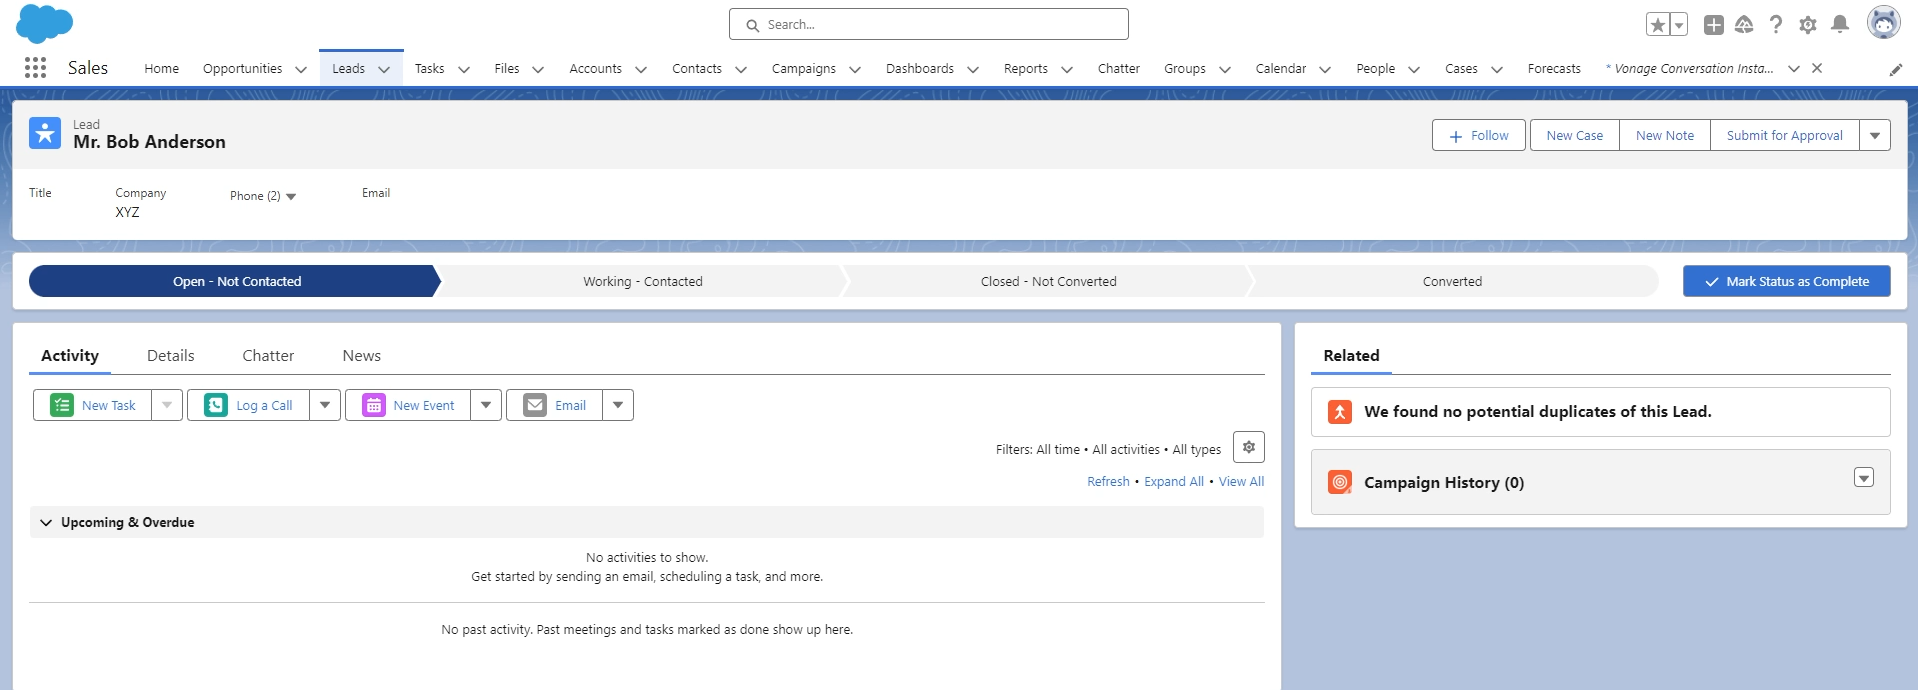 Search...
Sales Home Opportunities Leads Tasks Files Accounts Contacts Campaigns Dashboards Reports Chatter Groups Calendar People Cases Forecasts * Vonage Conversation Insta...
Lead
Mr. Bob Anderson
+ Follow New Case New Note Submit for Approval
Title Company Phone (2) Email
XYZ
Open - Not Contacted Working - Contacted Closed - Not Converted Converted Mark Status as Complete
Activity Details Chatter News
New Task Log a Call New Event Email
Filters: All time • All activities • All types
Refresh • Expand All • View All
Upcoming & Overdue
No activities to show.
Get started by sending an email, scheduling a task, and more.
No past activity. Past meetings and tasks marked as done show up here.
Related
We found no potential duplicates of this Lead.
Campaign History (0)